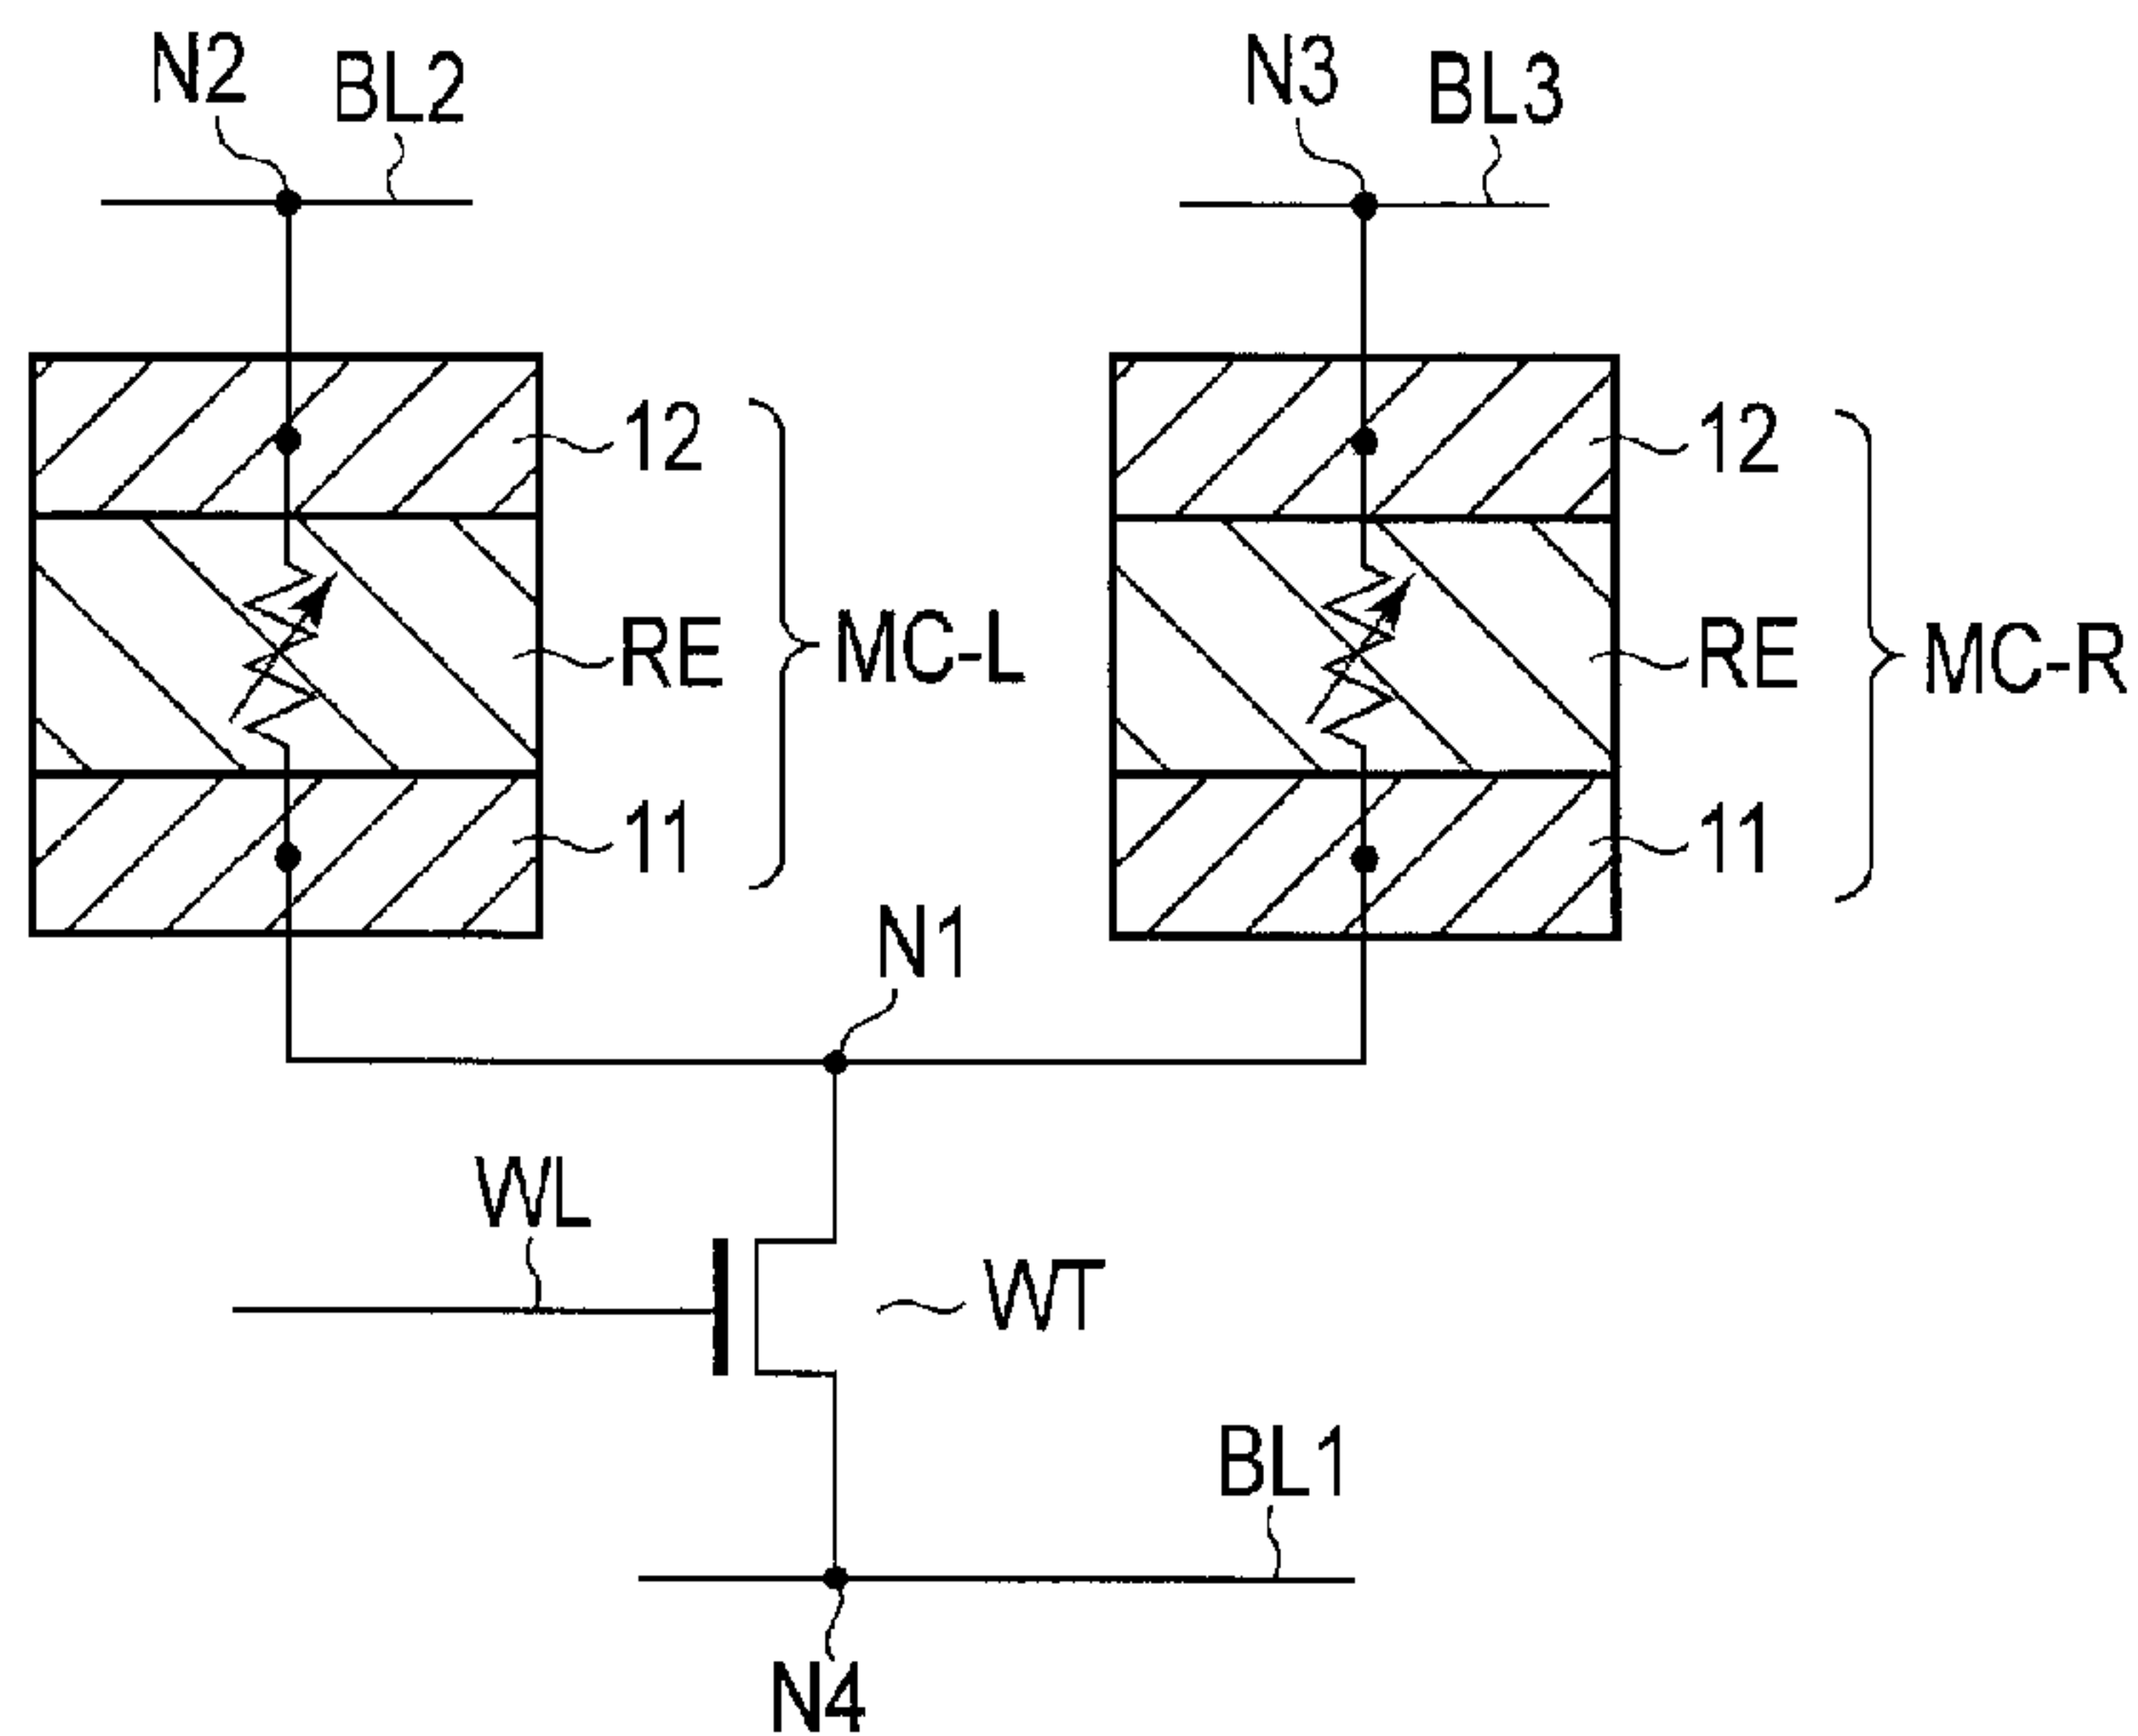 N2 BL2 N3 BL3
12 12
RE MC-L RE MC-R
11 11
N1
WL
WT
BL1
N4